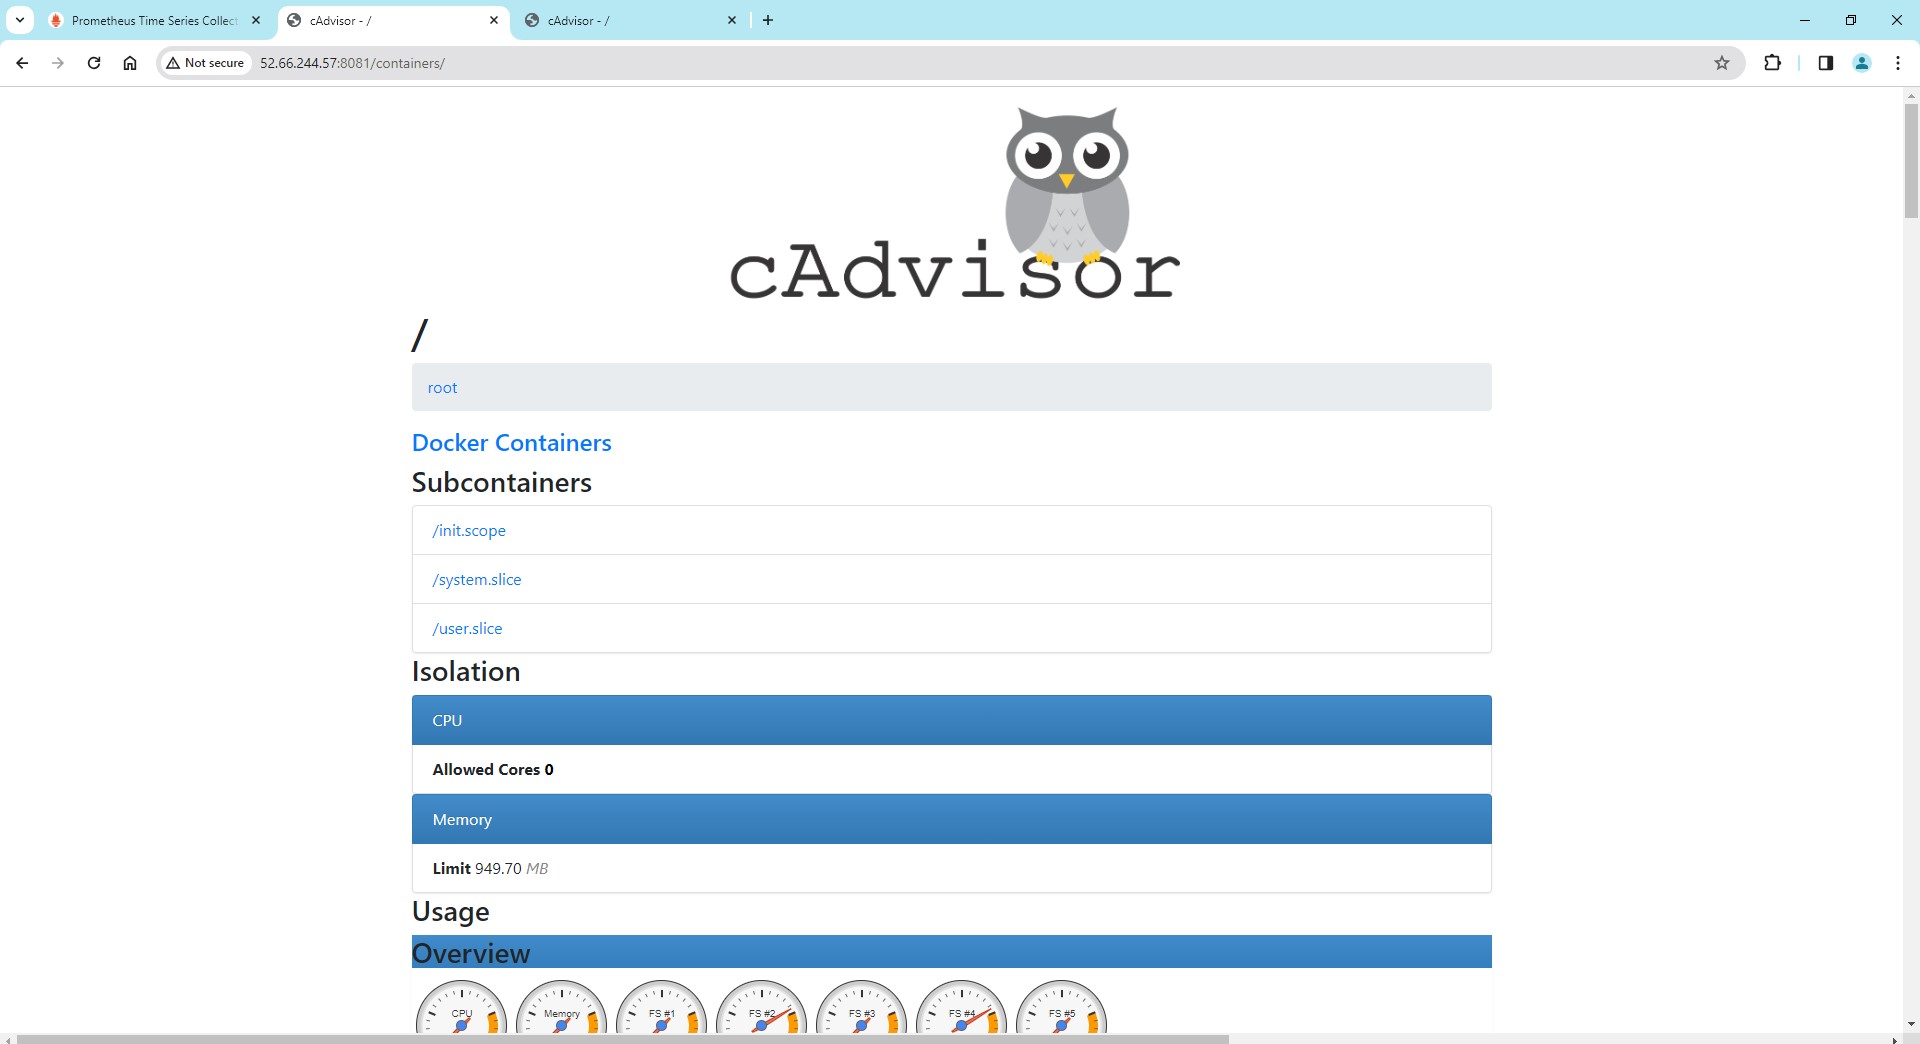 Prometheus Time Series Collect
cAdvisor - /
cAdvisor - /
Not secure
52.66.244.57:8081/containers/
cAdvisor
/
root
Docker Containers
Subcontainers
/init.scope
/system.slice
/user.slice
Isolation
CPU
Allowed Cores 0
Memory
Limit 949.70 MB
Usage
Overview
CPU
Memory
FS #1
FS #2
FS #3
FS #4
FS #5